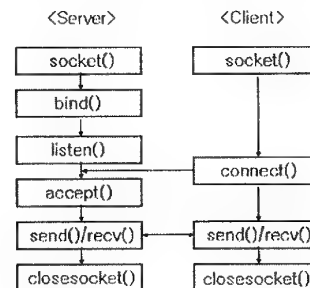 <Server> <Client>
socket() socket()
bind()
listen()
connect()
accept()
send()/recv() send()/recv()
closesocket() closesocket()